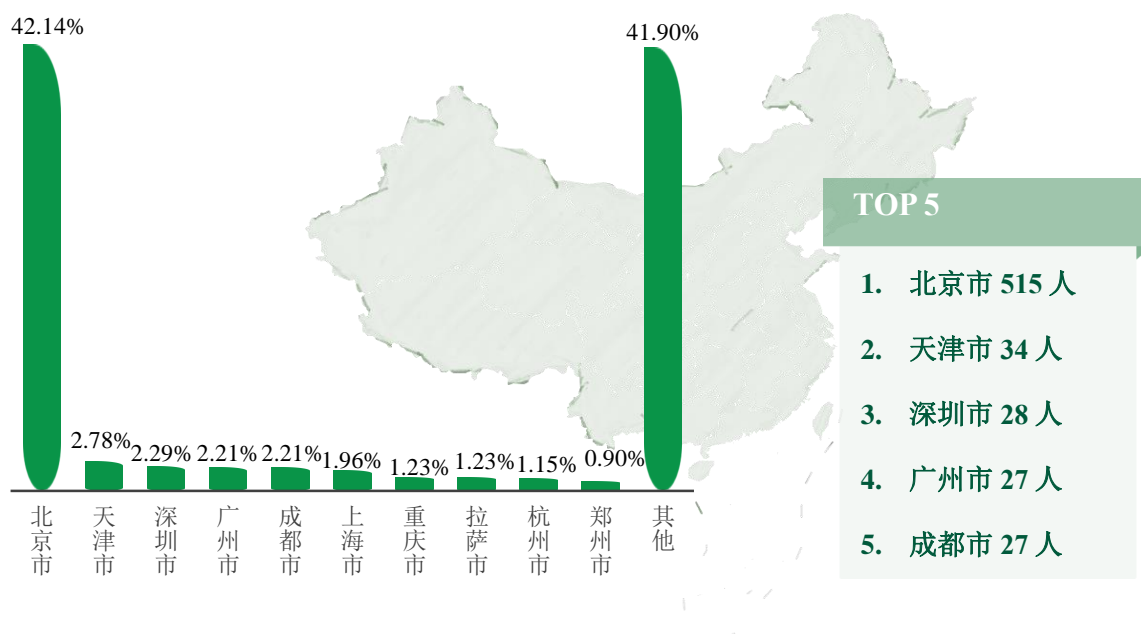 42.14%
2.78%
2.29%
2.21%
2.21%
1.96%
1.23%
1.23%
1.15%
0.90%
41.90%
北京市
天津市
深圳市
广州市
成都市
上海市
重庆市
拉萨市
杭州市
郑州市
其他
TOP 5
1. 北京市 515 人
2. 天津市 34 人
3. 深圳市 28 人
4. 广州市 27 人
5. 成都市 27 人